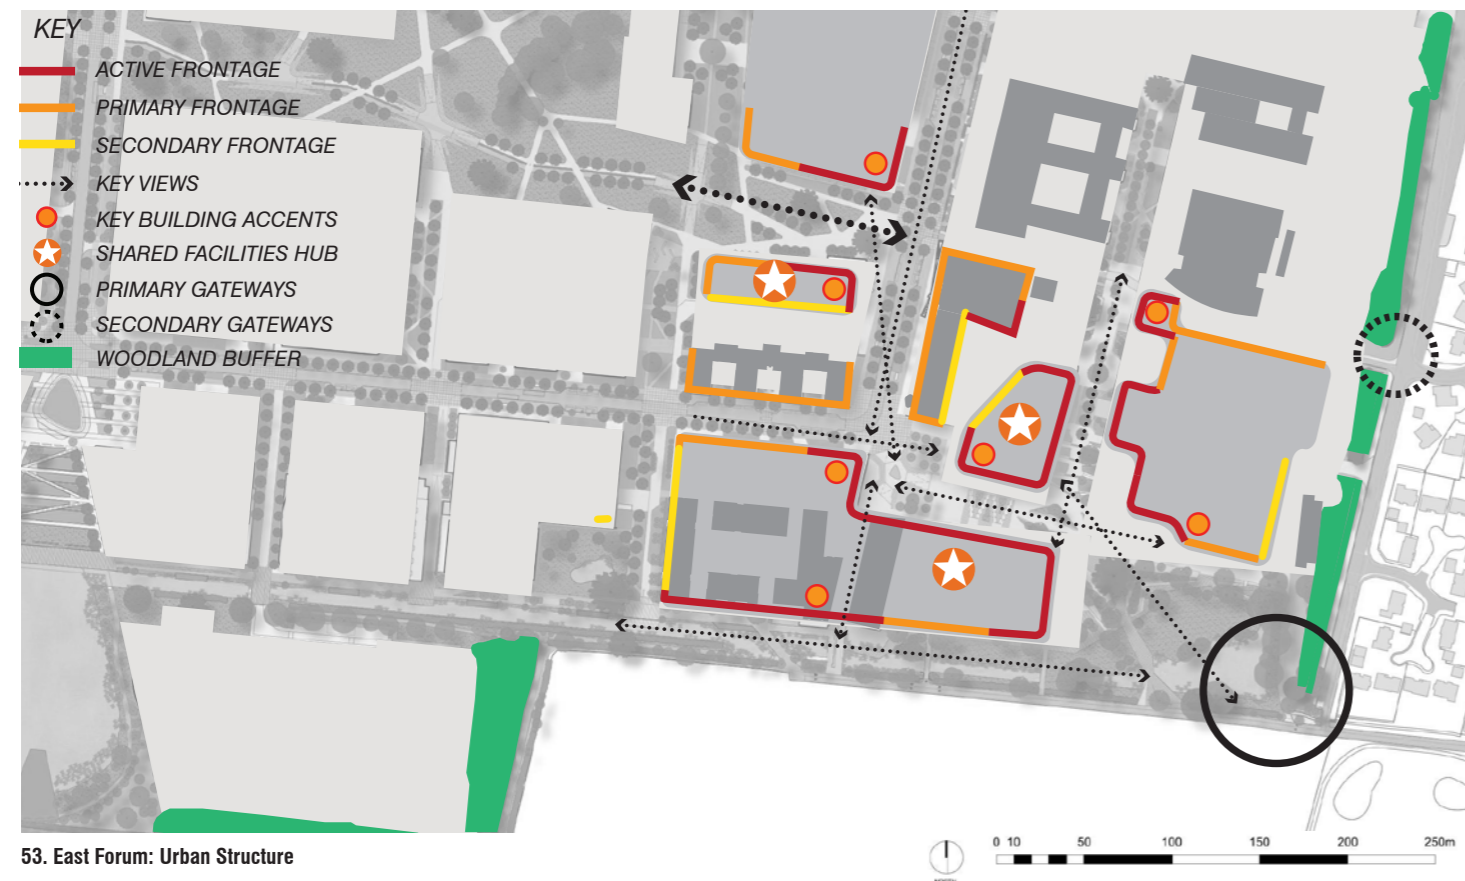 KEY
ACTIVE FRONTAGE
PRIMARY FRONTAGE
SECONDARY FRONTAGE
KEY VIEWS
KEY BUILDING ACCENTS
SHARED FACILITIES HUB
PRIMARY GATEWAYS
SECONDARY GATEWAYS
WOODLAND BUFFER
53. East Forum: Urban Structure
0 10 50 100 150 200 250m